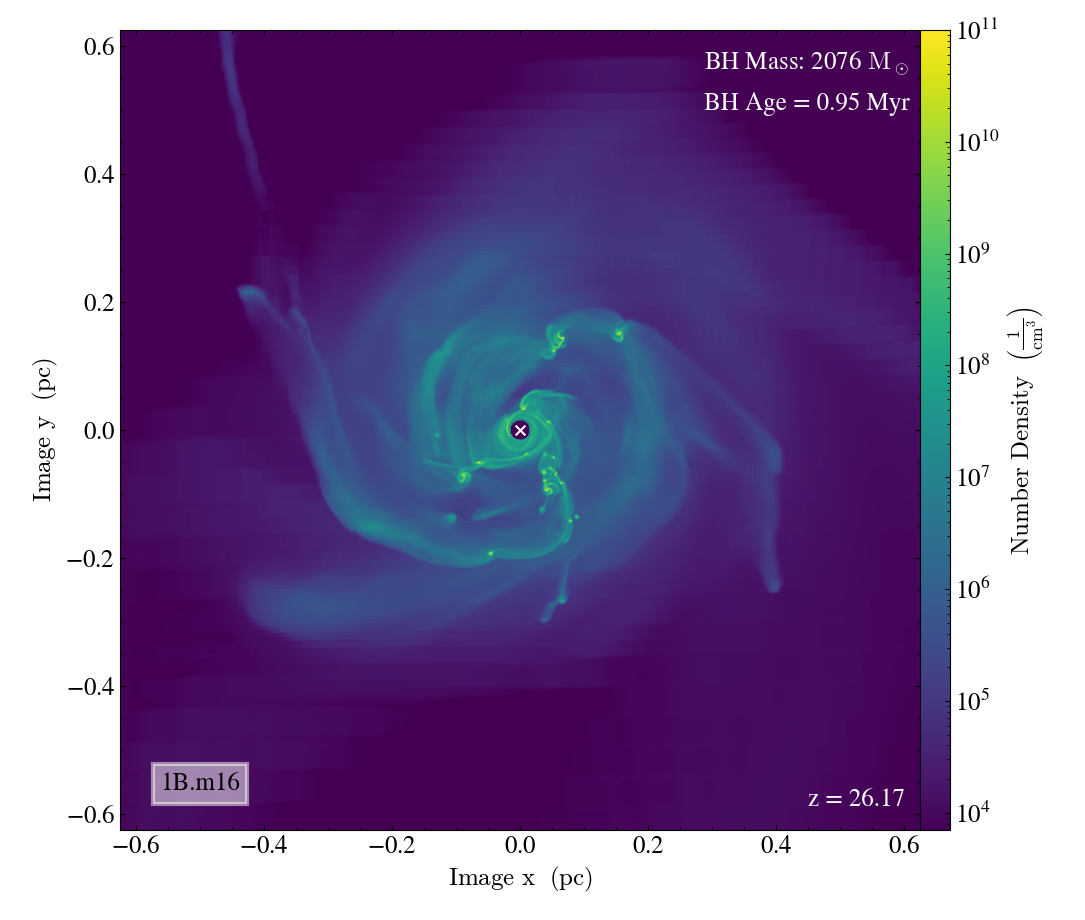 BH Mass: 2076 M☉
BH Age = 0.95 Myr
1B.m16
z = 26.17
0.6
0.4
0.2
0.0
−0.2
−0.4
−0.6
Image y (pc)
−0.6 −0.4 −0.2 0.0 0.2 0.4 0.6
Image x (pc)
10¹¹
10¹⁰
10⁹
10⁸
10⁷
10⁶
10⁵
10⁴
Number Density (1/cm³)